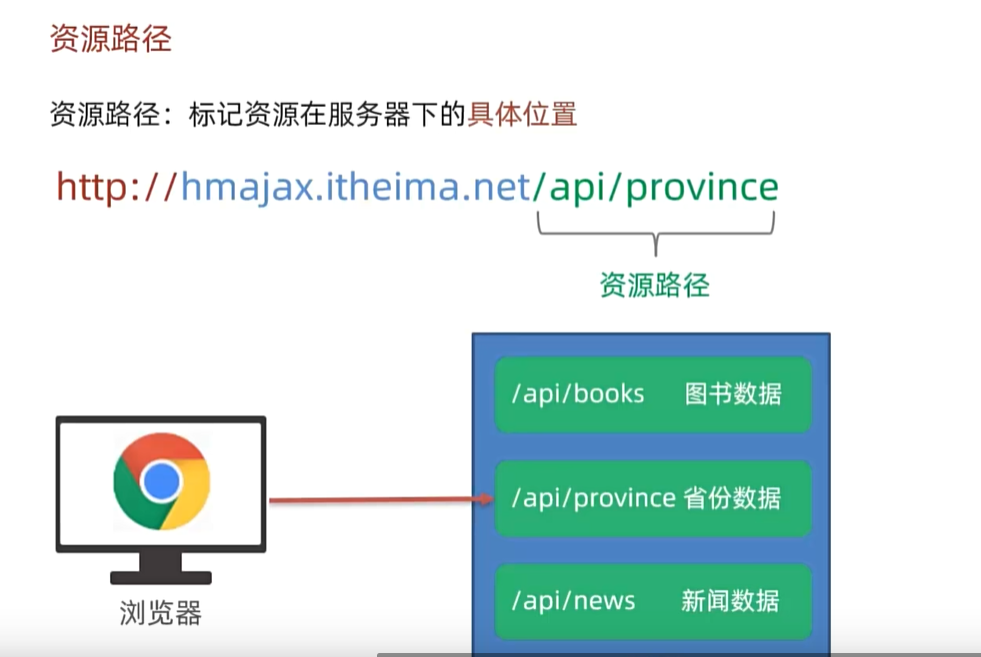 资源路径
资源路径：标记资源在服务器下的具体位置
http://hmajax.itheima.net/api/province
资源路径
/api/books 图书数据
/api/province 省份数据
/api/news 新闻数据
浏览器